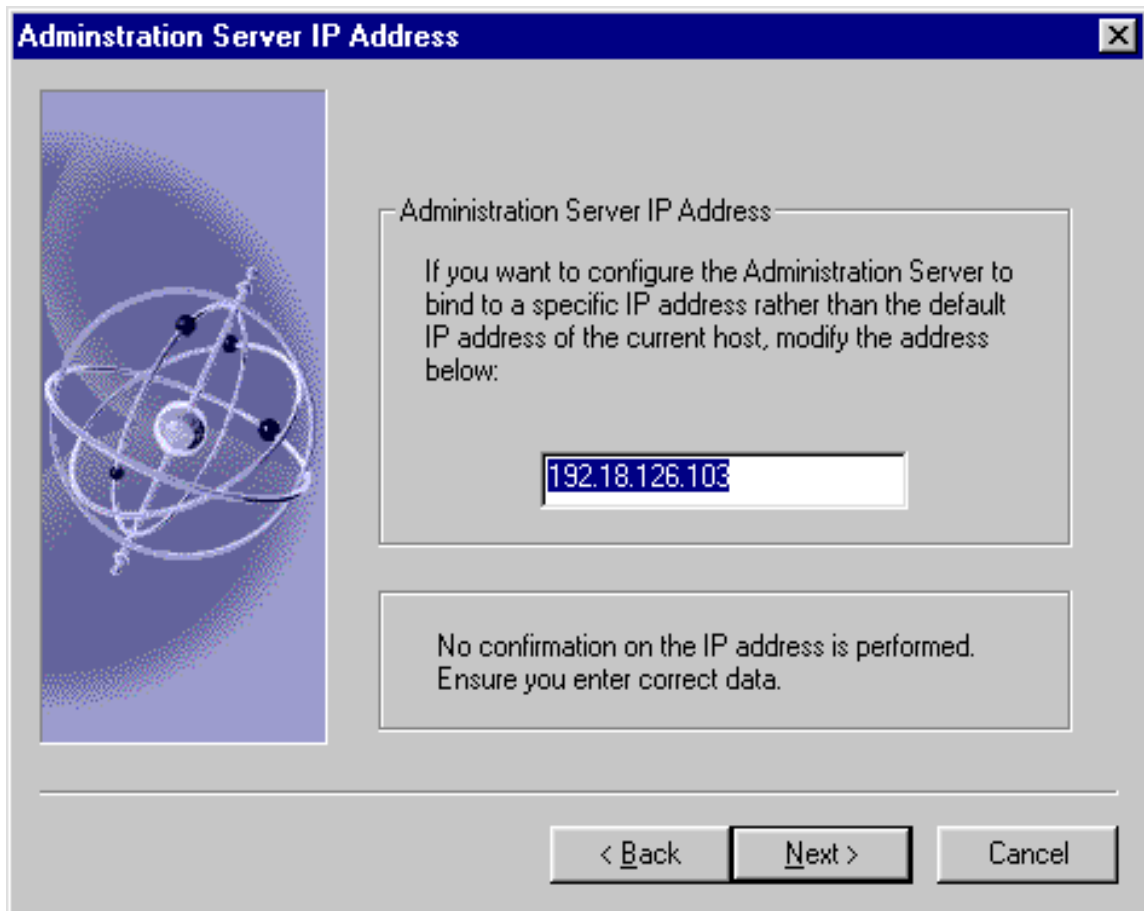 Adminstration Server IP Address
Administration Server IP Address
If you want to configure the Administration Server to
bind to a specific IP address rather than the default
IP address of the current host, modify the address
below:
192.18.126.103
No confirmation on the IP address is performed.
Ensure you enter correct data.
< Back
Next >
Cancel